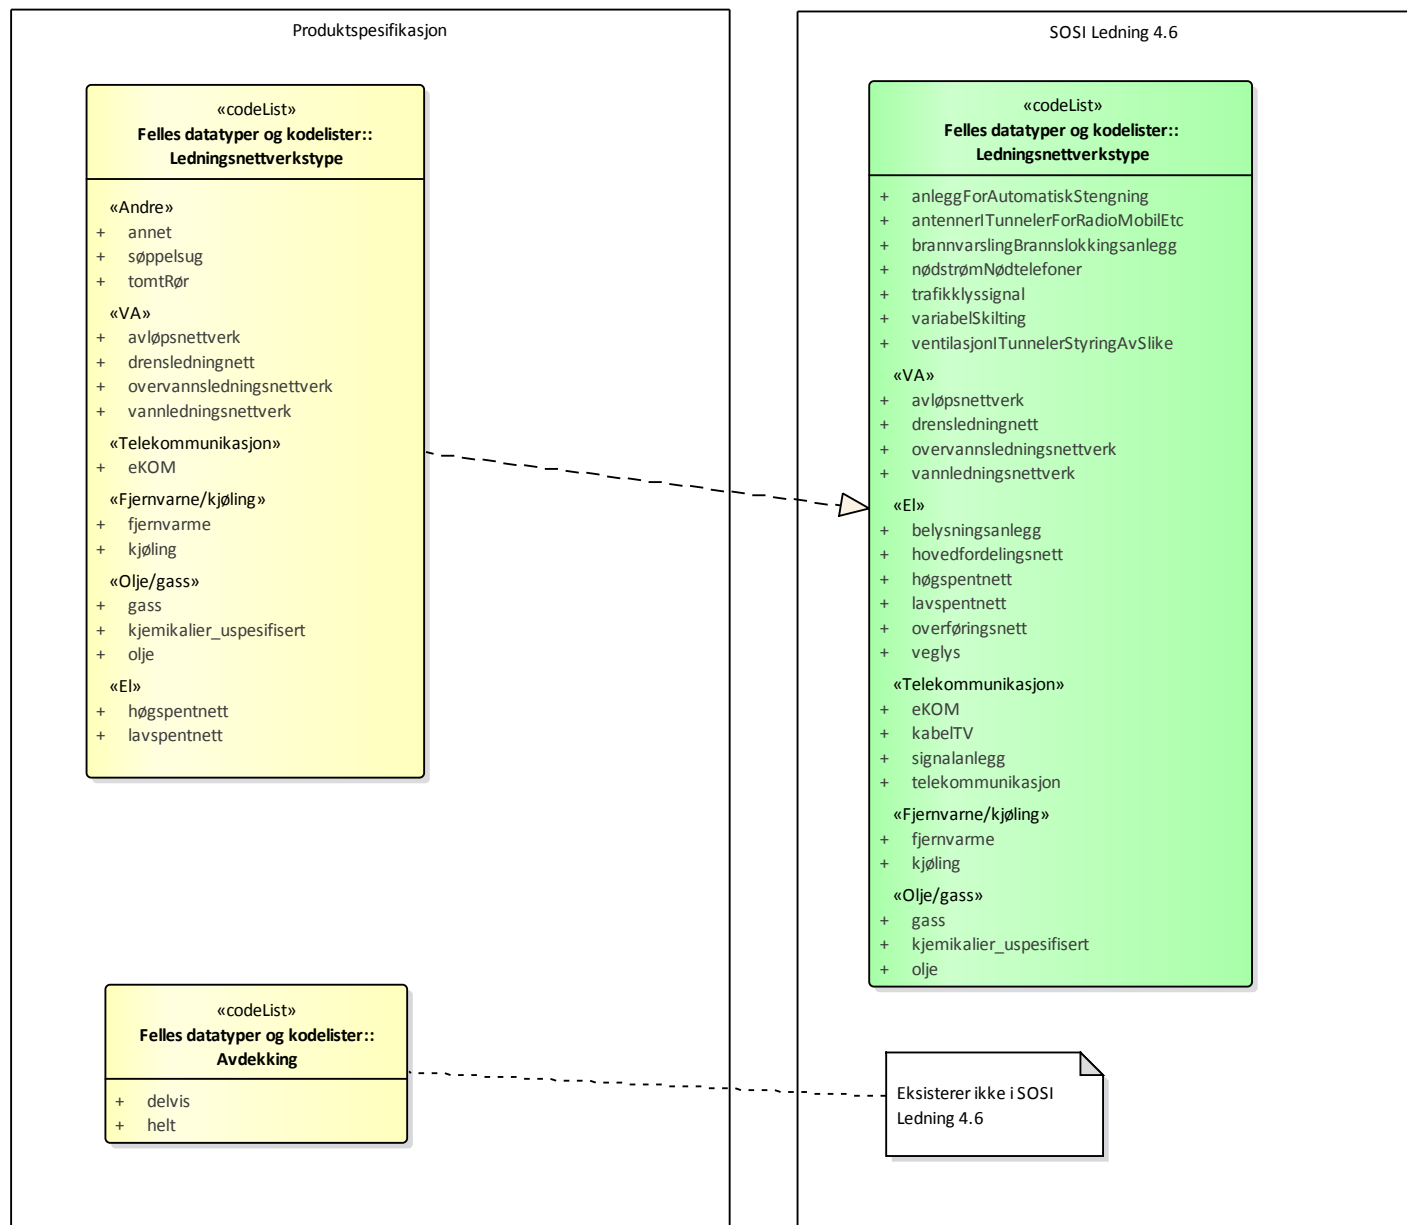 Produktspesifikasjon
«codeList»
Felles datatyper og kodelister::
Ledningsnettverkstype
«Andre»
+ annet
+ søppelsug
+ tomtRør
«VA»
+ avløpsnettverk
+ drensledningnett
+ overvannsledningsnettverk
+ vannledningsnettverk
«Telekommunikasjon»
+ eKOM
«Fjernvarne/kjøling»
+ fjernvarme
+ kjøling
«Olje/gass»
+ gass
+ kjemikalier_uspesifisert
+ olje
«El»
+ høgspentnett
+ lavspentnett
«codeList»
Felles datatyper og kodelister::
Avdekking
+ delvis
+ helt
SOSI Ledning 4.6
«codeList»
Felles datatyper og kodelister::
Ledningsnettverkstype
+ anleggForAutomatiskStengning
+ antennerITunnelerForRadioMobilEtc
+ brannvarslingBrannslokkingsanlegg
+ nødstrømNødtelefoner
+ trafikklyssignal
+ variabelSkilting
+ ventilasjonITunnelerStyringAvSlike
«VA»
+ avløpsnettverk
+ drensledningnett
+ overvannsledningsnettverk
+ vannledningsnettverk
«El»
+ belysningsanlegg
+ hovedfordelingsnett
+ høgspentnett
+ lavspentnett
+ overføringsnett
+ veglys
«Telekommunikasjon»
+ eKOM
+ kabelTV
+ signalanlegg
+ telekommunikasjon
«Fjernvarne/kjøling»
+ fjernvarme
+ kjøling
«Olje/gass»
+ gass
+ kjemikalier_uspesifisert
+ olje
Eksisterer ikke i SOSI
Ledning 4.6